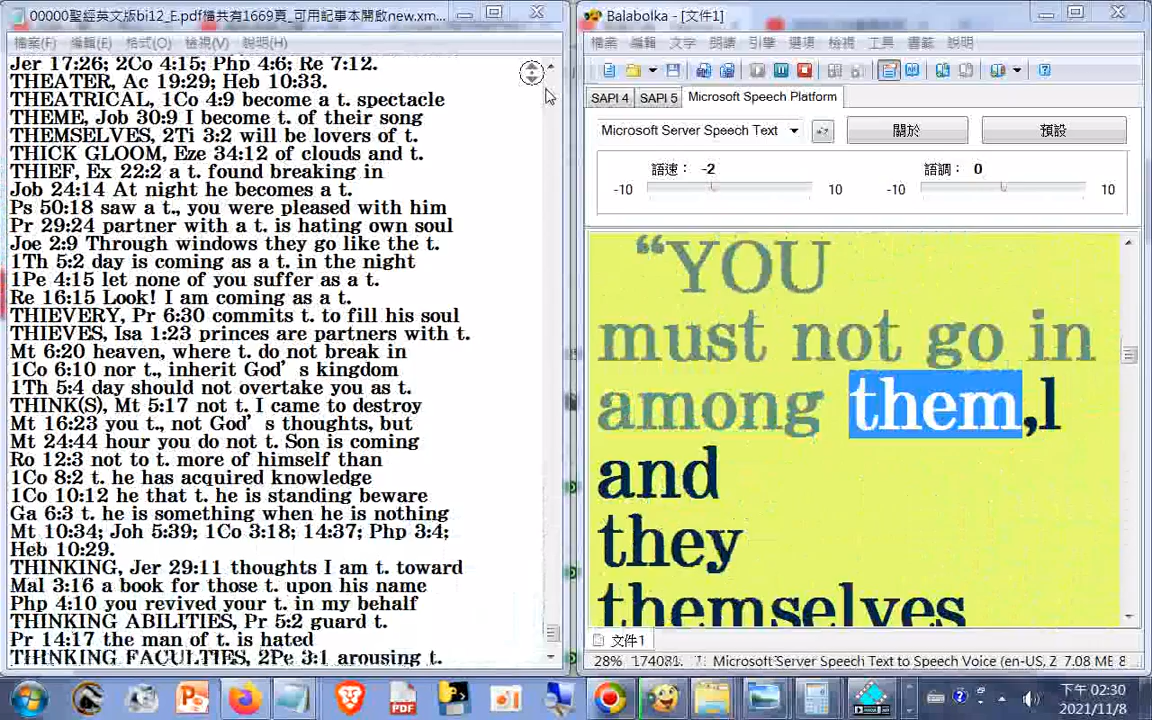 00000聖經英文版bi12_E.pdf檔共有1669頁_可用記事本開啟new.xm...
檔案(F) 編輯(E) 格式(O) 檢視(V) 說明(H)
Jer 17:26; 2Co 4:15; Php 4:6; Re 7:12.
THEATER, Ac 19:29; Heb 10:33.
THEATRICAL, 1Co 4:9 become a t. spectacle
THEME, Job 30:9 I become t. of their song
THEMSELVES, 2Ti 3:2 will be lovers of t.
THICK GLOOM, Eze 34:12 of clouds and t.
THIEF, Ex 22:2 a t. found breaking in
Job 24:14 At night he becomes a t.
Ps 50:18 saw a t., you were pleased with him
Pr 29:24 partner with a t. is hating own soul
Joe 2:9 Through windows they go like the t.
1Th 5:2 day is coming as a t. in the night
1Pe 4:15 let none of you suffer as a t.
Re 16:15 Look! I am coming as a t.
THIEVERY, Pr 6:30 commits t. to fill his soul
THIEVES, Isa 1:23 princes are partners with t.
Mt 6:20 heaven, where t. do not break in
1Co 6:10 nor t., inherit God’s kingdom
1Th 5:4 day should not overtake you as t.
THINK(S), Mt 5:17 not t. I came to destroy
Mt 16:23 you t., not God’s thoughts, but
Mt 24:44 hour you do not t. Son is coming
Ro 12:3 not to t. more of himself than
1Co 8:2 t. he has acquired knowledge
1Co 10:12 he that t. he is standing beware
Ga 6:3 t. he is something when he is nothing
Mt 10:34; Joh 5:39; 1Co 3:18; 14:37; Php 3:4;
Heb 10:29.
THINKING, Jer 29:11 thoughts I am t. toward
Mal 3:16 a book for those t. upon his name
Php 4:10 you revived your t. in my behalf
THINKING ABILITIES, Pr 5:2 guard t.
Pr 14:17 the man of t. is hated
THINKING FACULTIES, 2Pe 3:1 arousing t.
Balabolka - [文件1]
檔案 編輯 文字 朗讀 引擎 選項 檢視 工具 書籤 說明
SAPI 4 SAPI 5 Microsoft Speech Platform
Microsoft Server Speech Text 關於 預設
語速： -2 語調： 0
-10 10 -10 10
“YOU
must not go in
among them,l
and
they
themselves
文件1
28% 174081. Microsoft Server Speech Text to Speech Voice (en-US, Z 7.08 MB 8
PDF
下午 02:30
2021/11/8